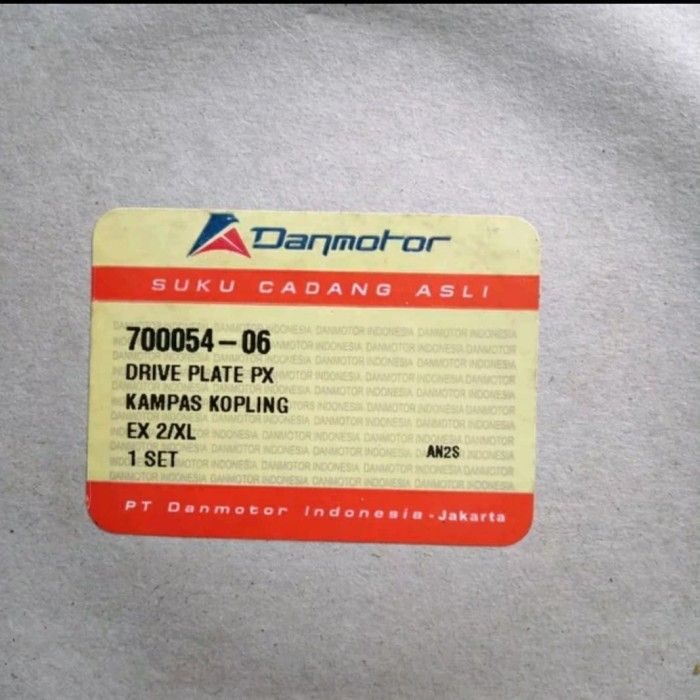 Danmotor
SUKU CADANG ASLI
700054-06
DRIVE PLATE PX
KAMPAS KOPLING
EX 2/XL
1 SET
AN2S
PT Danmotor Indonesia - Jakarta